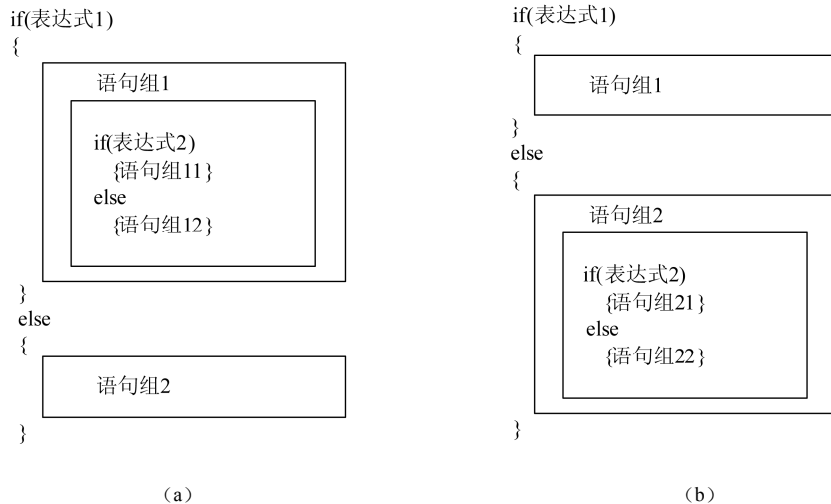 if(表达式1)
{
语句组1
if(表达式2)
{语句组11}
else
{语句组12}
}
else
{
语句组2
}
(a)
if(表达式1)
{
语句组1
}
else
{
语句组2
if(表达式2)
{语句组21}
else
{语句组22}
}
(b)